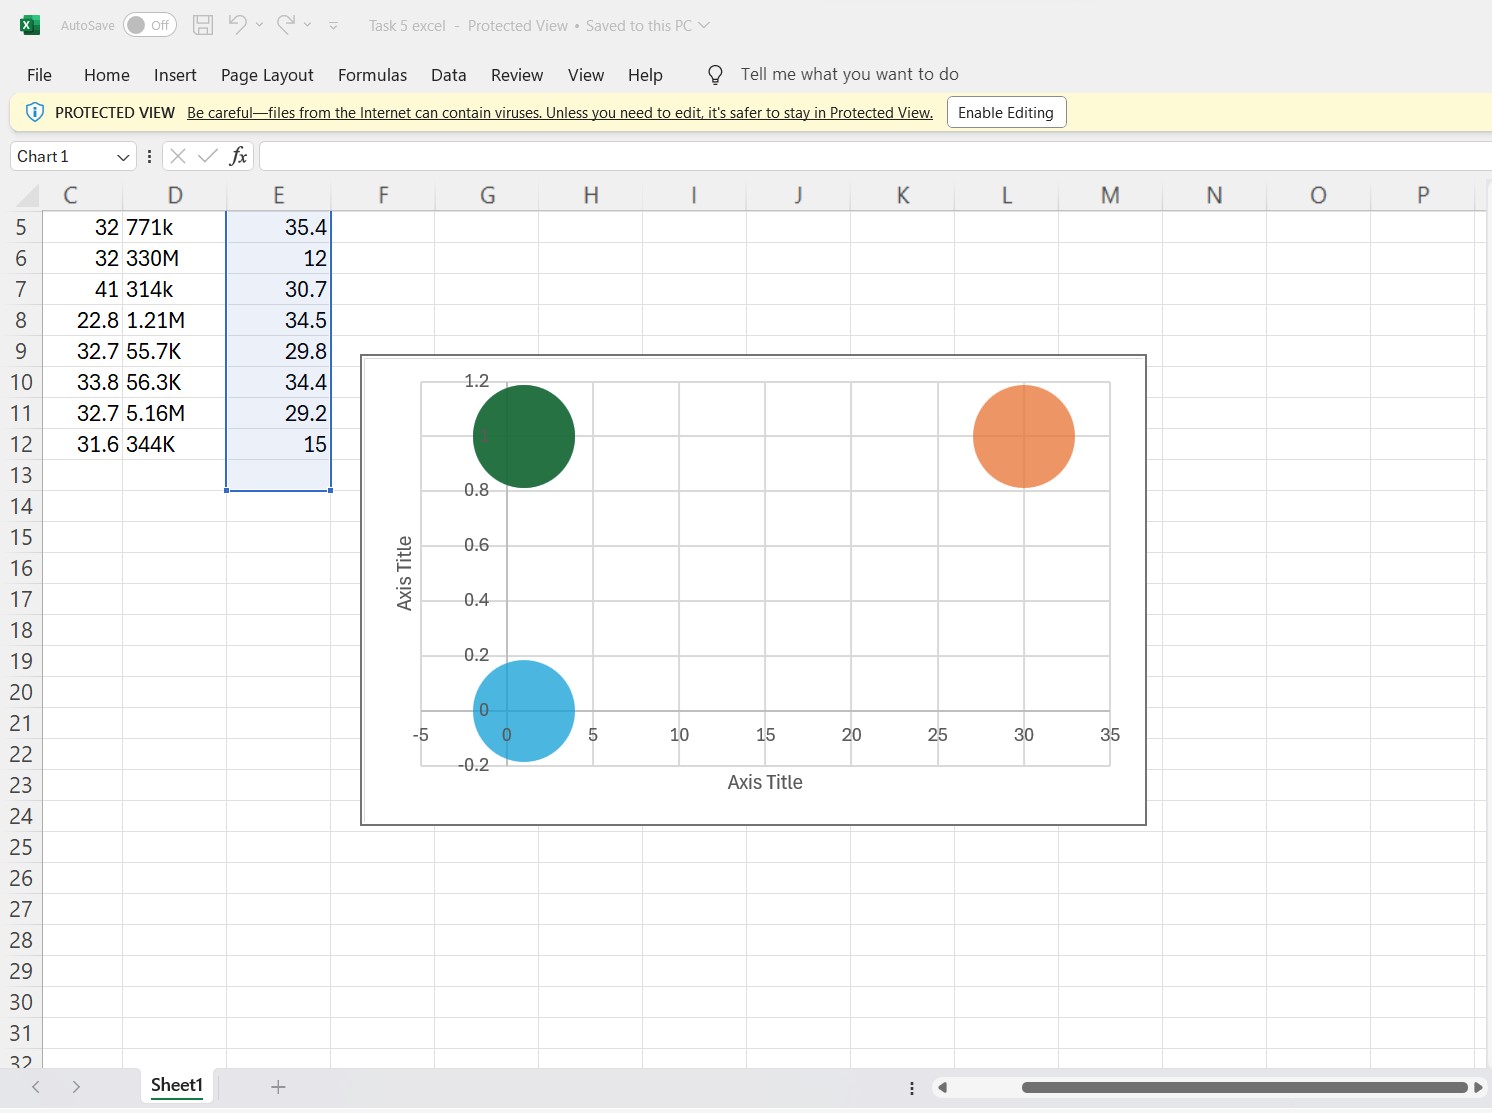 AutoSave Off Task 5 excel - Protected View • Saved to this PC
File Home Insert Page Layout Formulas Data Review View Help Tell me what you want to do
PROTECTED VIEW Be careful—files from the Internet can contain viruses. Unless you need to edit, it's safer to stay in Protected View. Enable Editing
Chart 1 fx
C D E F G H I J K L M N O P
5 32 771k 35.4
6 32 330M 12
7 41 314k 30.7
8 22.8 1.21M 34.5
9 32.7 55.7K 29.8
10 33.8 56.3K 34.4
11 32.7 5.16M 29.2
12 31.6 344K 15
13
14
15
16
17
18
19
20
21
22
23
24
25
26
27
28
29
30
31
32
1.2
1
0.8
0.6
0.4
0.2
0
-0.2
Axis Title
-5 0 5 10 15 20 25 30 35
Axis Title
Sheet1